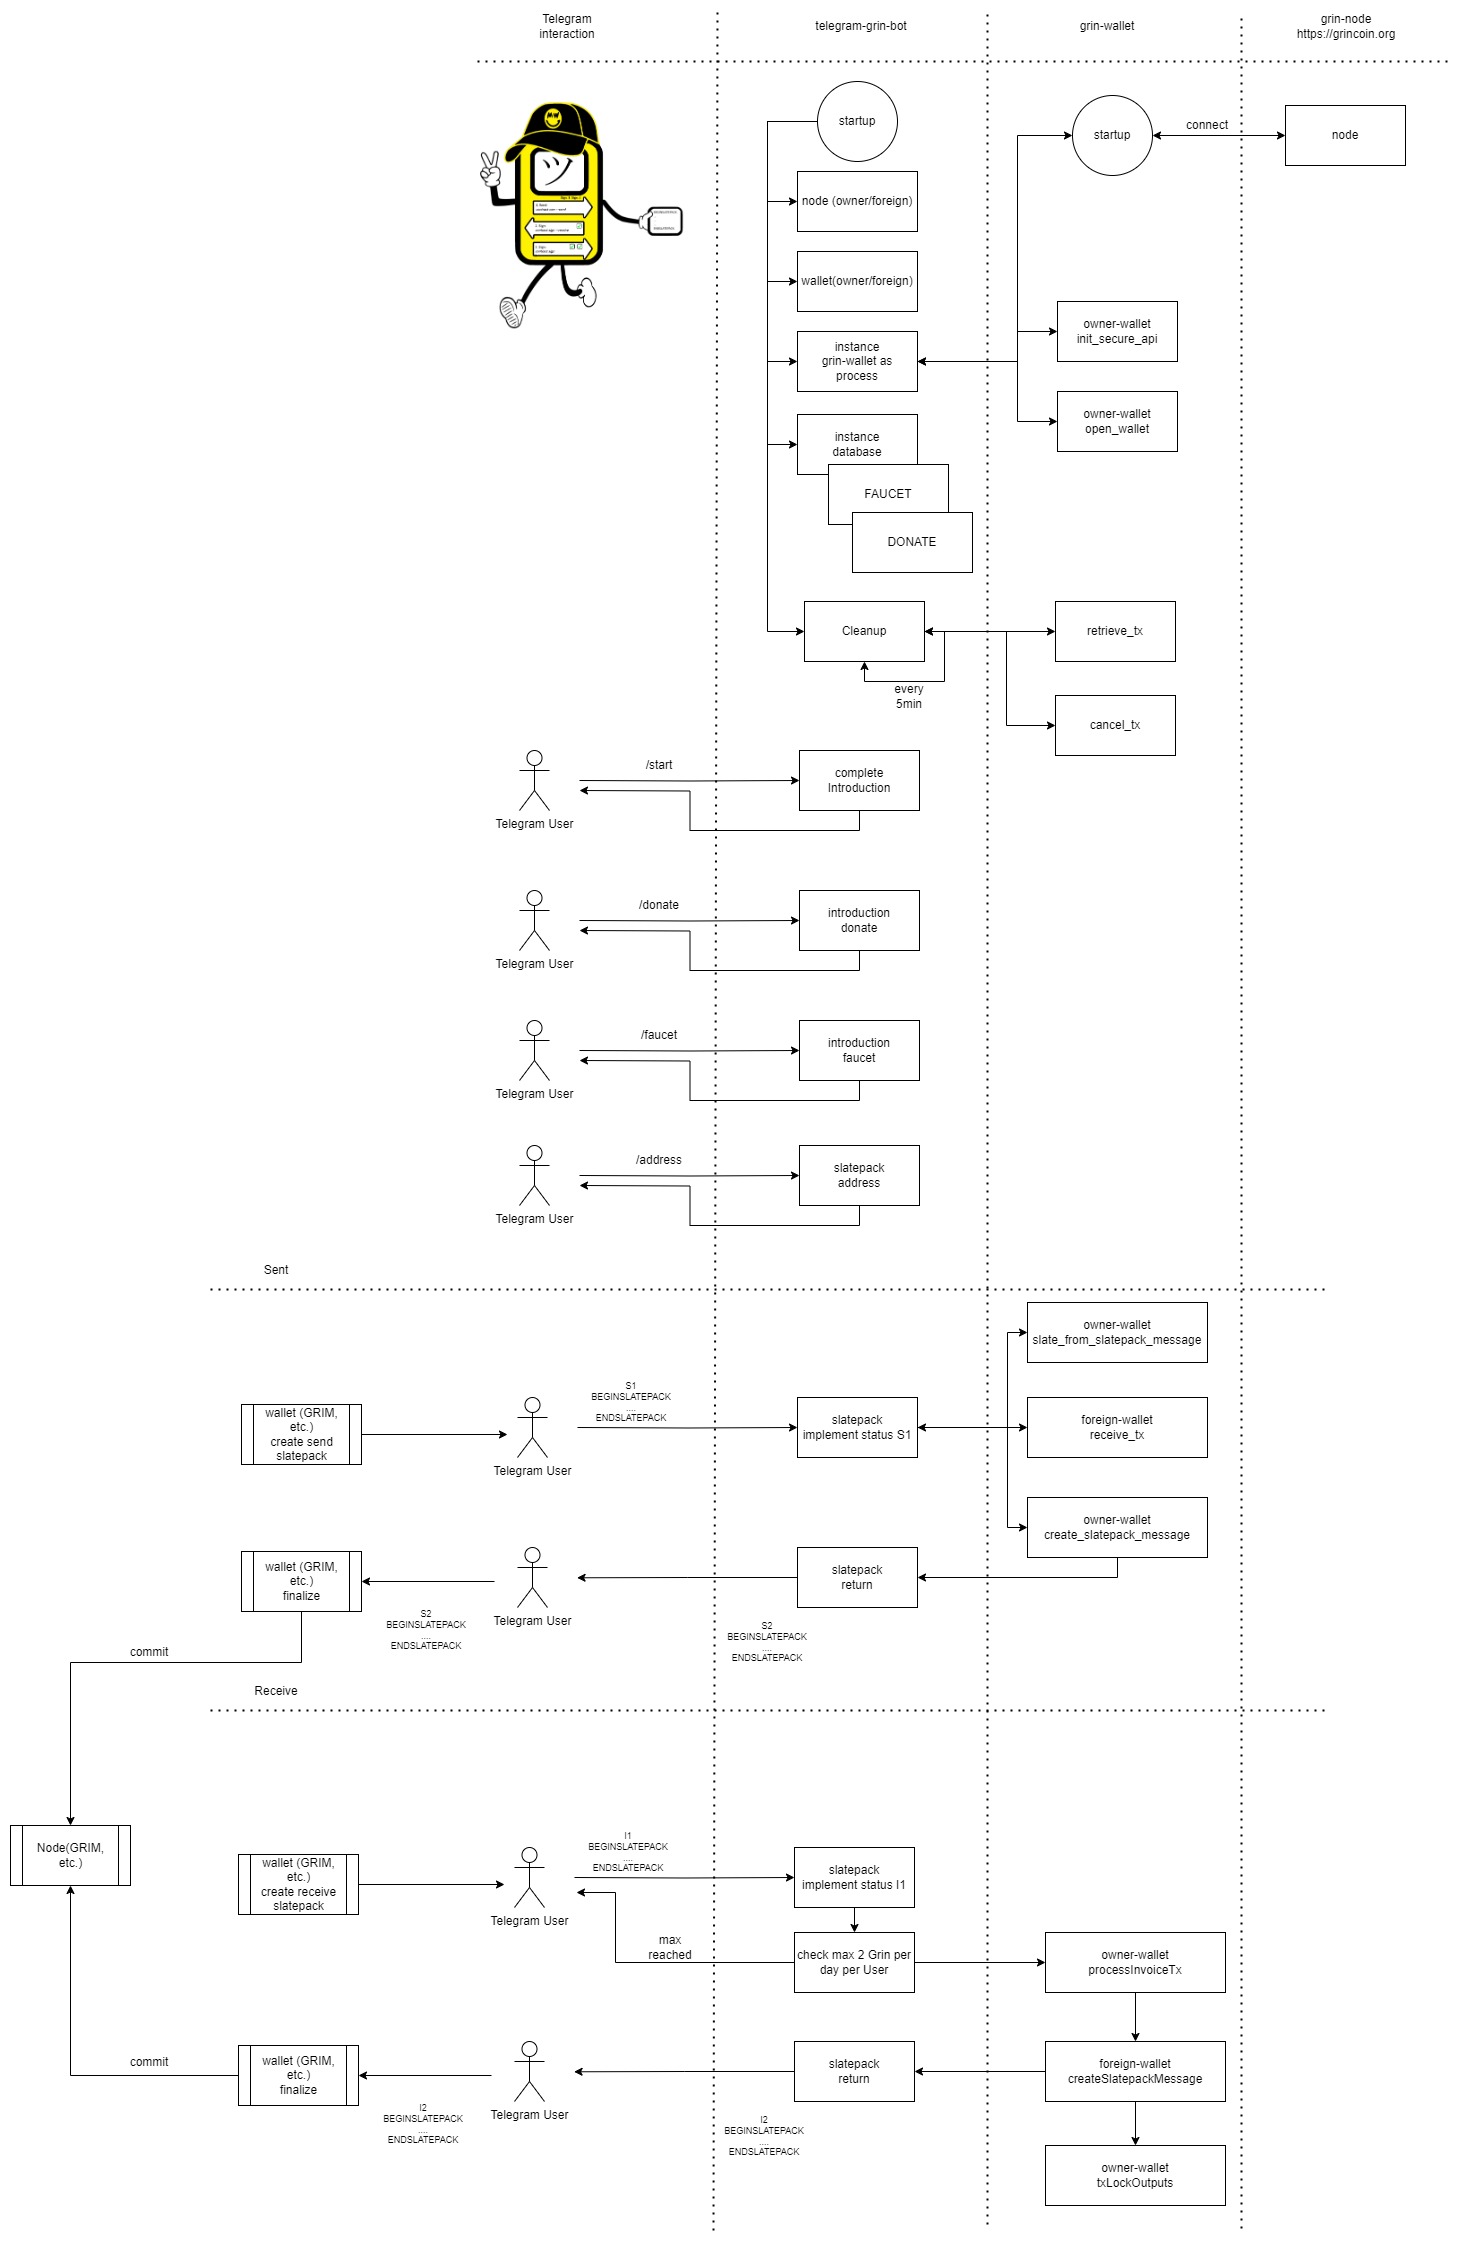 Telegram
interaction
telegram-grin-bot
grin-wallet
grin-node
https://grincoin.org
startup
startup
connect
node
node (owner/foreign)
wallet(owner/foreign)
owner-wallet
init_secure_api
instance
grin-wallet as
process
owner-wallet
open_wallet
instance
database
FAUCET
DONATE
Cleanup
retrieve_tx
every
5min
cancel_tx
/start
complete
Introduction
Telegram User
/donate
introduction
donate
Telegram User
/faucet
introduction
faucet
Telegram User
/address
slatepack
address
Telegram User
Sent
owner-wallet
slate_from_slatepack_message
wallet (GRIM,
etc.)
create send
slatepack
Telegram User
S1
BEGINSLATEPACK
....
ENDSLATEPACK
slatepack
implement status S1
foreign-wallet
receive_tx
owner-wallet
create_slatepack_message
wallet (GRIM,
etc.)
finalize
S2
BEGINSLATEPACK
....
ENDSLATEPACK
Telegram User
S2
BEGINSLATEPACK
....
ENDSLATEPACK
slatepack
return
commit
Receive
Node(GRIM,
etc.)
wallet (GRIM,
etc.)
create receive
slatepack
Telegram User
I1
BEGINSLATEPACK
....
ENDSLATEPACK
slatepack
implement status I1
max
reached
check max 2 Grin per
day per User
owner-wallet
processInvoiceTx
commit
wallet (GRIM,
etc.)
finalize
I2
BEGINSLATEPACK
....
ENDSLATEPACK
Telegram User
I2
BEGINSLATEPACK
....
ENDSLATEPACK
slatepack
return
foreign-wallet
createSlatepackMessage
owner-wallet
txLockOutputs